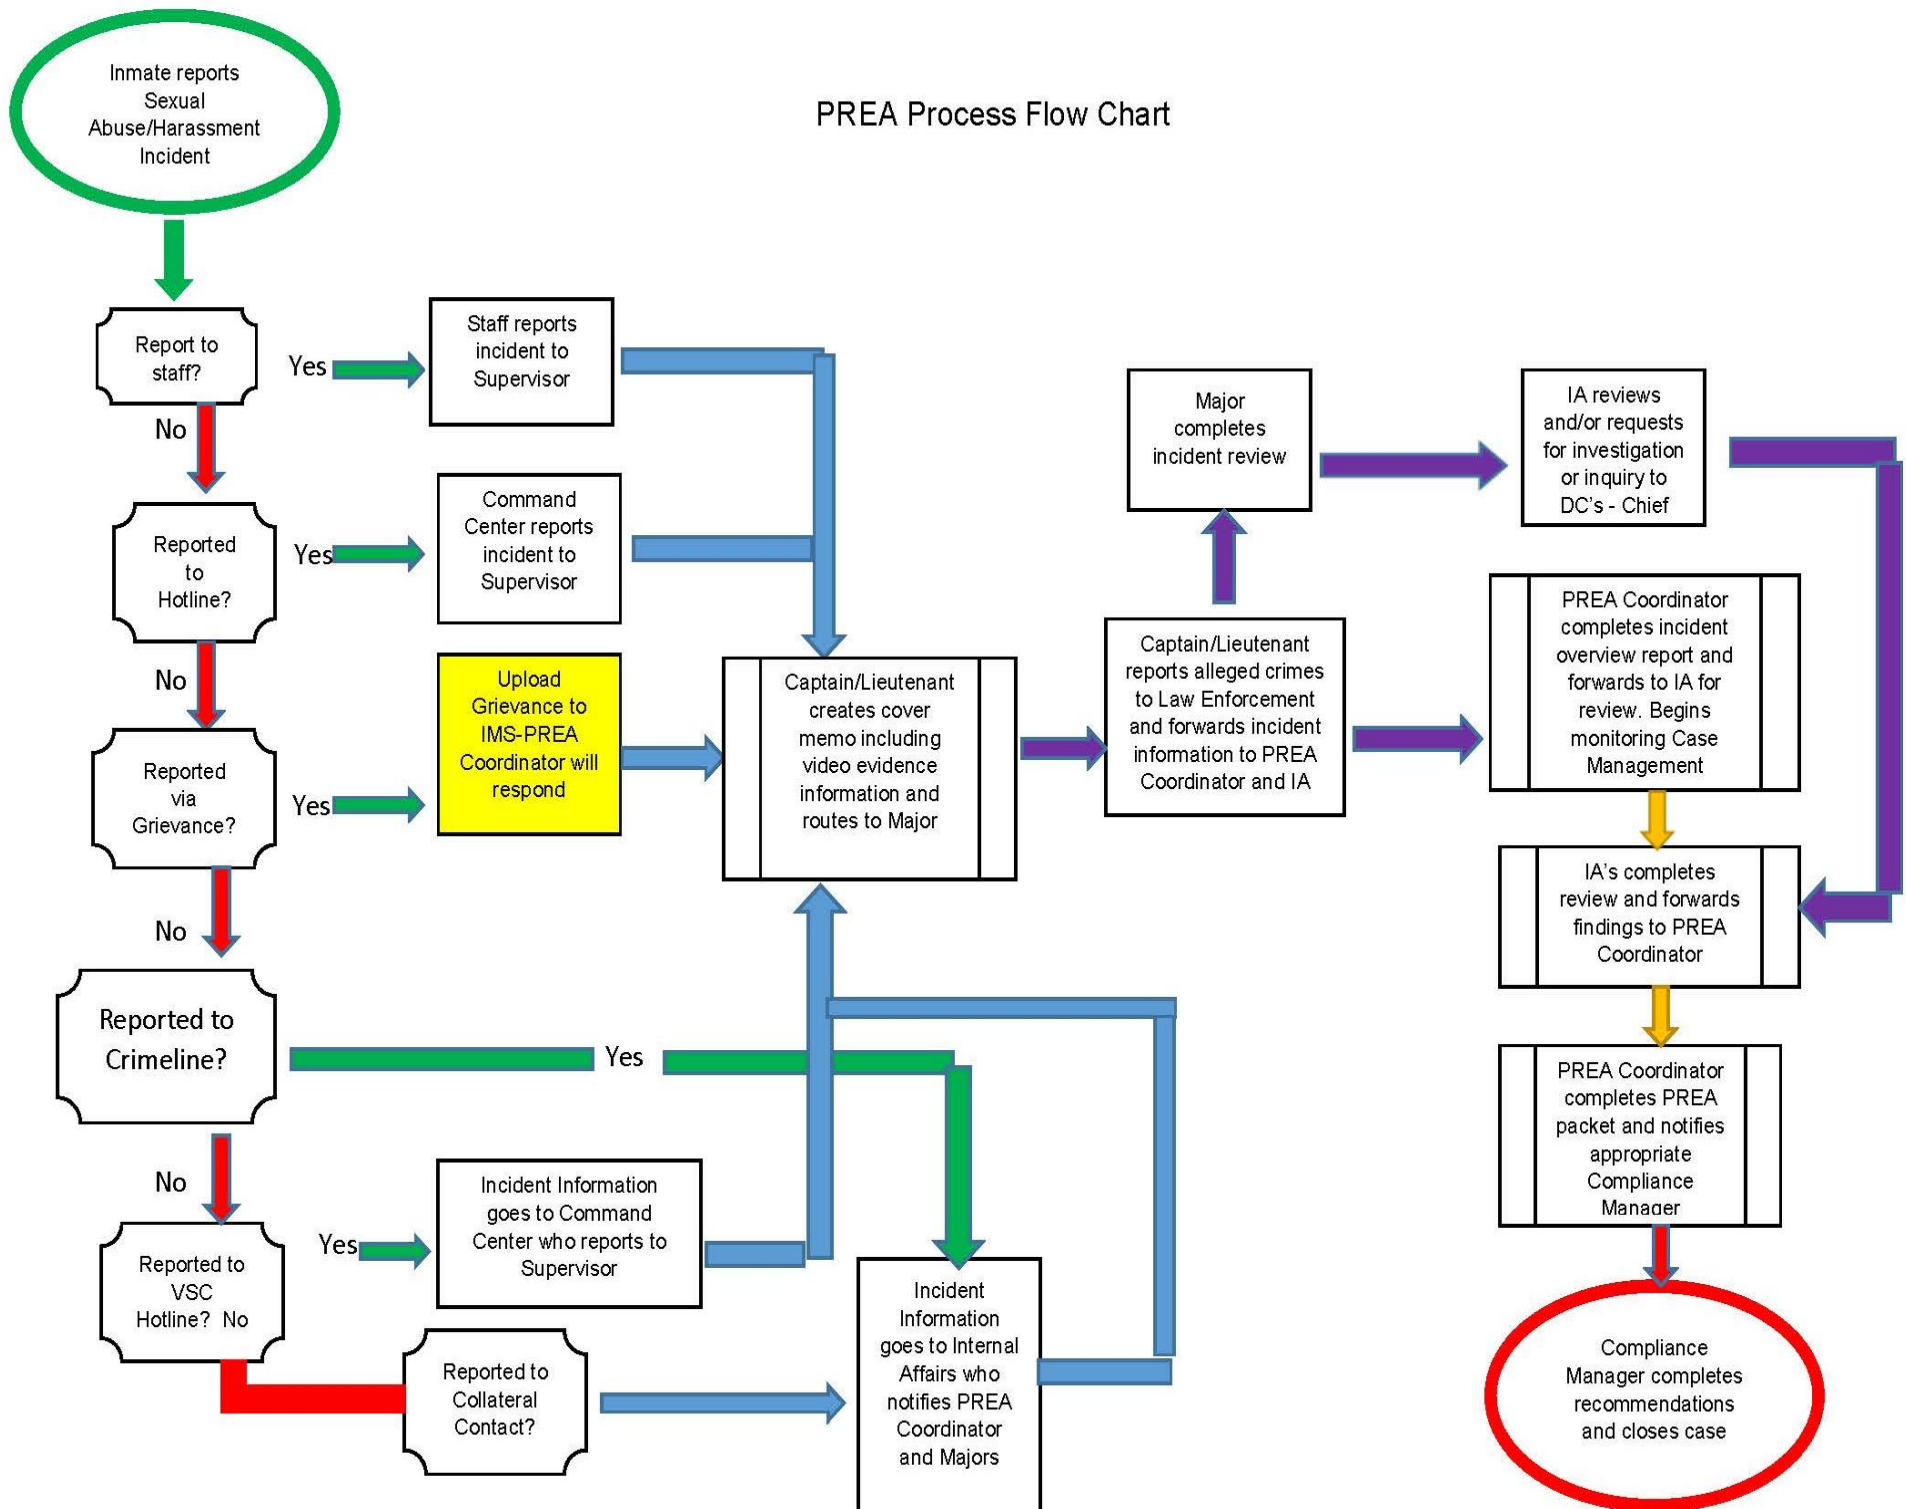 PREA Process Flow Chart
Inmate reports
Sexual
Abuse/Harassment
Incident
Report to
staff?
Yes
Staff reports
incident to
Supervisor
No
Reported
to
Hotline?
Yes
Command
Center reports
incident to
Supervisor
No
Reported
via
Grievance?
Yes
Upload
Grievance to
IMS-PREA
Coordinator will
respond
No
Reported to
Crimeline?
Yes
No
Reported to
VSC
Hotline? No
Yes
Incident Information
goes to Command
Center who reports to
Supervisor
Reported to
Collateral
Contact?
Incident
Information
goes to Internal
Affairs who
notifies PREA
Coordinator
and Majors
Captain/Lieutenant
creates cover
memo including
video evidence
information and
routes to Major
Captain/Lieutenant
reports alleged crimes
to Law Enforcement
and forwards incident
information to PREA
Coordinator and IA
Major
completes
incident review
IA reviews
and/or requests
for investigation
or inquiry to
DC's - Chief
PREA Coordinator
completes incident
overview report and
forwards to IA for
review. Begins
monitoring Case
Management
IA's completes
review and forwards
findings to PREA
Coordinator
PREA Coordinator
completes PREA
packet and notifies
appropriate
Compliance
Manager
Compliance
Manager completes
recommendations
and closes case